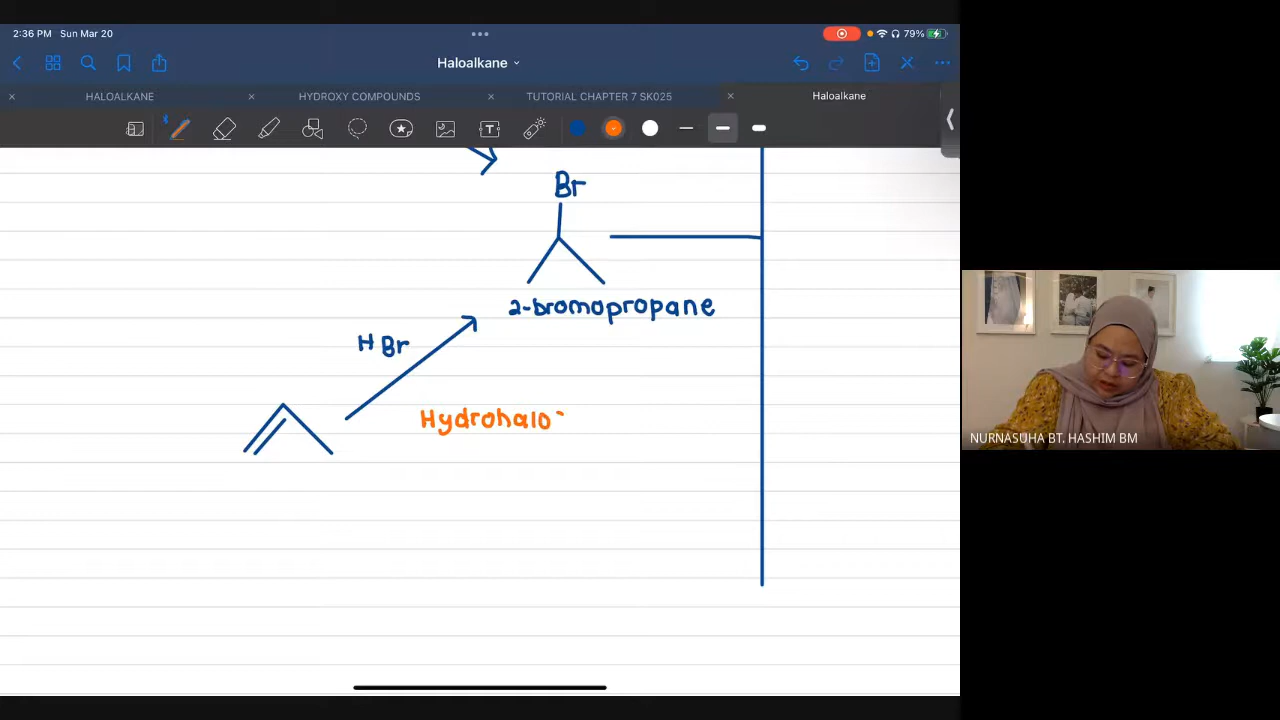 2:36 PM Sun Mar 20
79%
Haloalkane
HALOALKANE
HYDROXY COMPOUNDS
TUTORIAL CHAPTER 7 SK025
Haloalkane
Br
2-bromopropane
HBr
Hydrohalo
NURNASUHA BT. HASHIM BM